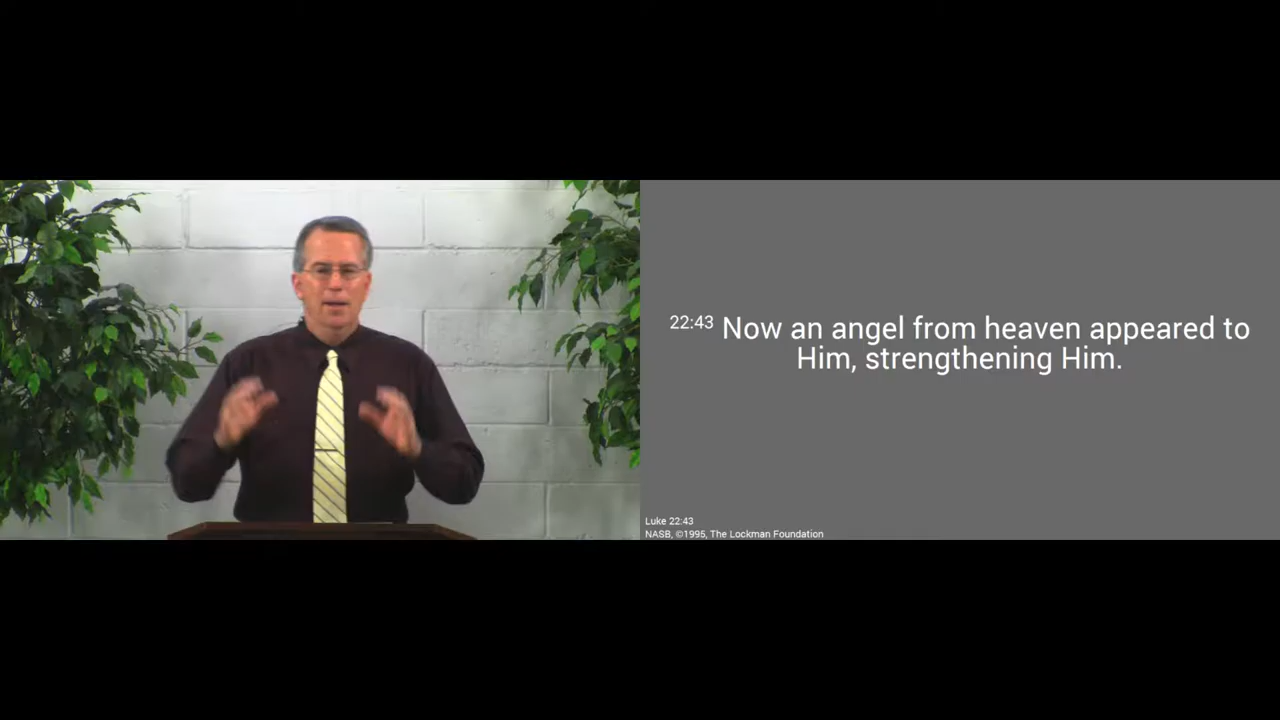 22:43 Now an angel from heaven appeared to
Him, strengthening Him.
Luke 22:43
NASB, ©1995, The Lockman Foundation